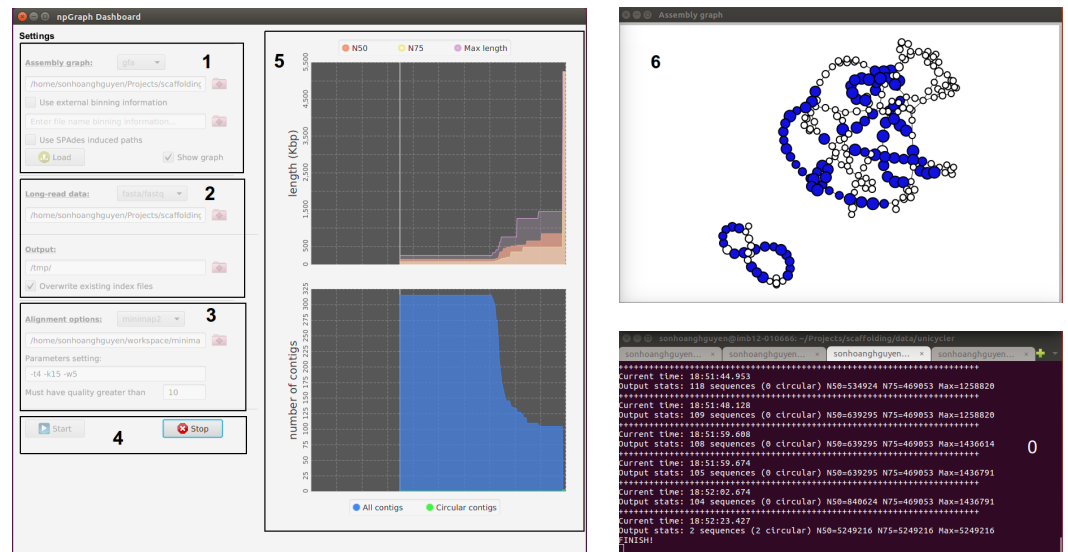 npGraph Dashboard
Settings
1
Assembly graph:
gfa
/home/sonhoanghguyen/Projects/scaffolding
Use external binning information
Enter file name binning information...
Use SPAdes induced paths
Load
Show graph
2
Long-read data:
fasta/fastq
/home/sonhoanghguyen/Projects/scaffolding
Output:
/tmp/
Overwrite existing index files
3
Alignment options:
minimap2
/home/sonhoanghguyen/workspace/minima
Parameters setting:
-t4 -k15 -w5
Must have quality greater than
10
Start
4
Stop
5
N50
N75
Max length
length (Kbp)
5,500
4,500
3,500
2,500
1,500
500
0
number of contigs
325
300
275
250
225
200
175
150
125
100
75
50
25
0
All contigs
Circular contigs
Assembly graph
6
sonhoanghguyen@imb12-010666: ~/Projects/scaffolding/data/unicycler
sonhoanghguyen... ×
sonhoanghguyen... ×
sonhoanghguyen... ×
sonhoanghguyen... ×
++++++++++++++++++++++++++++++++++++++++++++++++++++++++++++++++++++
Current time: 18:51:44.953
Output stats: 118 sequences (0 circular) N50=534924 N75=469053 Max=1258820
++++++++++++++++++++++++++++++++++++++++++++++++++++++++++++++++++++
Current time: 18:51:48.128
Output stats: 109 sequences (0 circular) N50=639295 N75=469053 Max=1258820
++++++++++++++++++++++++++++++++++++++++++++++++++++++++++++++++++++
Current time: 18:51:59.608
Output stats: 108 sequences (0 circular) N50=639295 N75=469053 Max=1436614
++++++++++++++++++++++++++++++++++++++++++++++++++++++++++++++++++++
Current time: 18:51:59.674
Output stats: 105 sequences (0 circular) N50=639295 N75=469053 Max=1436791
++++++++++++++++++++++++++++++++++++++++++++++++++++++++++++++++++++
Current time: 18:52:02.674
Output stats: 104 sequences (0 circular) N50=840624 N75=469053 Max=1436791
++++++++++++++++++++++++++++++++++++++++++++++++++++++++++++++++++++
Current time: 18:52:23.427
Output stats: 2 sequences (2 circular) N50=5249216 N75=5249216 Max=5249216
FINISH!
0